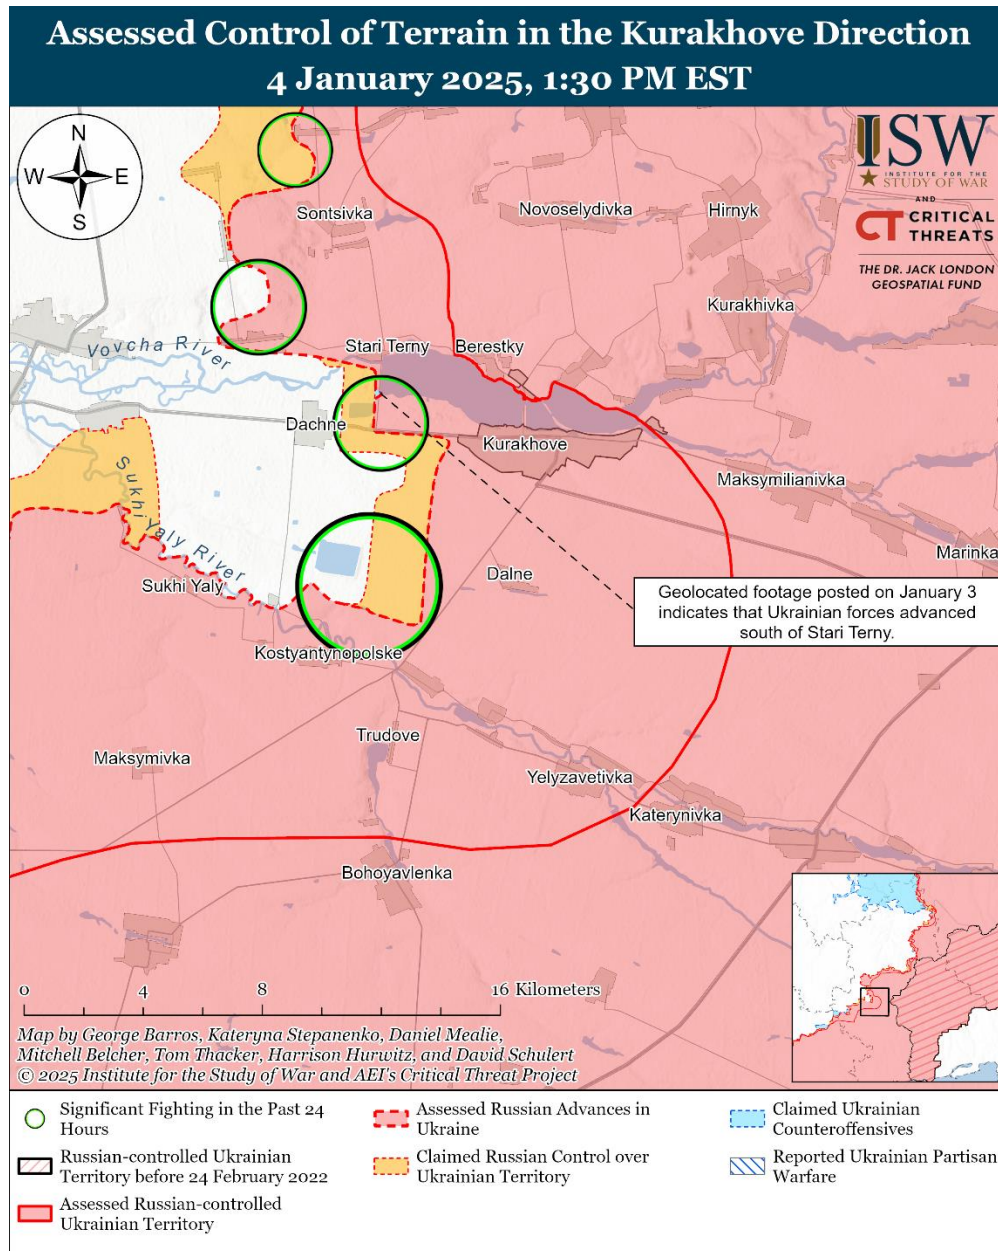 Assessed Control of Terrain in the Kurakhove Direction
4 January 2025, 1:30 PM EST
N
W
E
S
ISW
INSTITUTE FOR THE
STUDY OF WAR
AND
CT CRITICAL
THREATS
THE DR. JACK LONDON
GEOSPATIAL FUND
Sontsivka
Novoselydivka
Hirnyk
Kurakhivka
Vovcha River
Stari Terny
Berestky
Dachne
Kurakhove
Maksymilianivka
Sukhi Yaly River
Marinka
Dalne
Sukhi Yaly
Geolocated footage posted on January 3
indicates that Ukrainian forces advanced
south of Stari Terny.
Kostyantynopolske
Trudove
Maksymivka
Yelyzavetivka
Katerynivka
Bohoyavlenka
0 4 8 16 Kilometers
Map by George Barros, Kateryna Stepanenko, Daniel Mealie,
Mitchell Belcher, Tom Thacker, Harrison Hurwitz, and David Schulert
© 2025 Institute for the Study of War and AEI's Critical Threat Project
Significant Fighting in the Past 24
Hours
Russian-controlled Ukrainian
Territory before 24 February 2022
Assessed Russian-controlled
Ukrainian Territory
Assessed Russian Advances in
Ukraine
Claimed Russian Control over
Ukrainian Territory
Claimed Ukrainian
Counteroffensives
Reported Ukrainian Partisan
Warfare